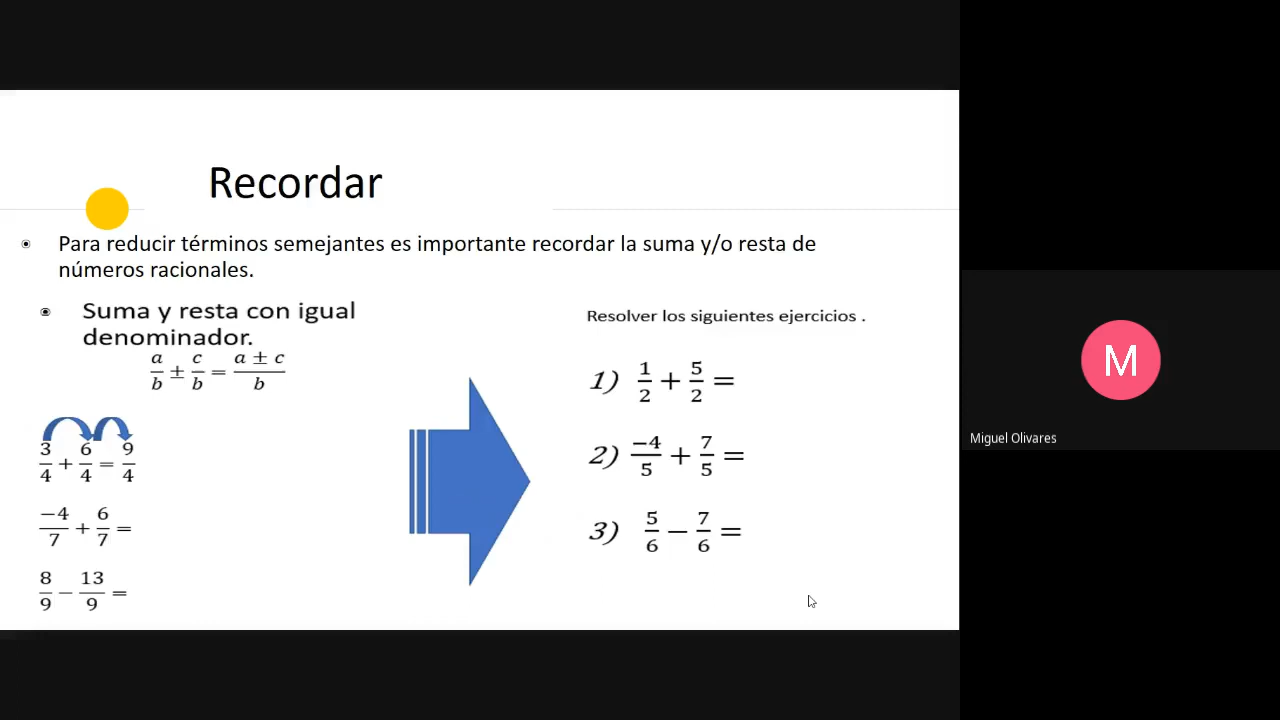 Recordar
Para reducir términos semejantes es importante recordar la suma y/o resta de
números racionales.
Suma y resta con igual
denominador.
a/b ± c/b = (a ± c)/b
3/4 + 6/4 = 9/4
−4/7 + 6/7 =
8/9 − 13/9 =
Resolver los siguientes ejercicios .
1) 1/2 + 5/2 =
2) −4/5 + 7/5 =
3) 5/6 − 7/6 =
M
Miguel Olivares